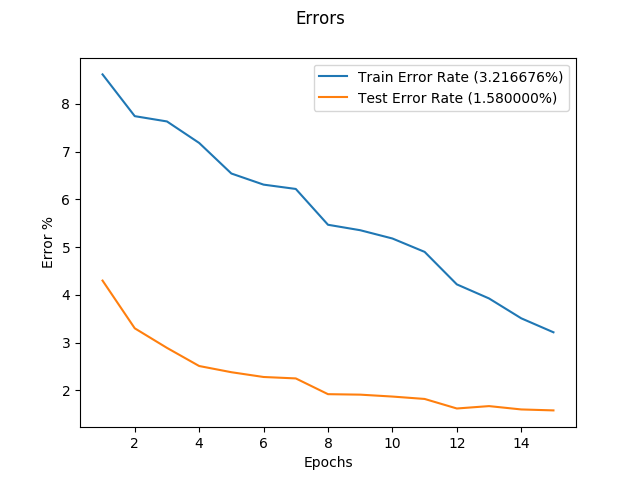 Errors
Train Error Rate (3.216676%)
Test Error Rate (1.580000%)
Error %
8
7
6
5
4
3
2
2
4
6
8
10
12
14
Epochs